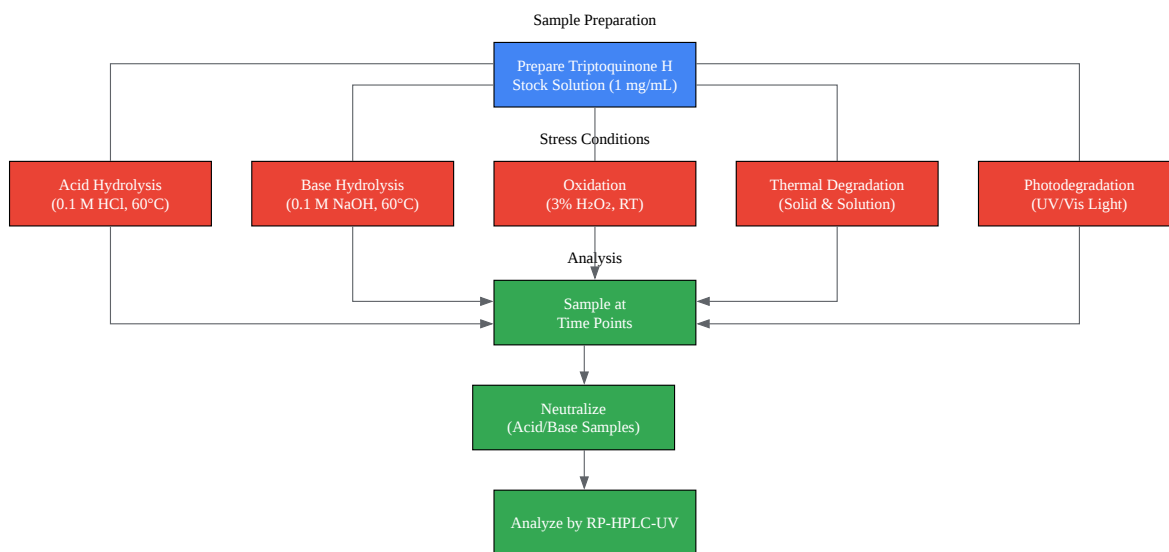 Sample Preparation
Prepare Triptoquinone H
Stock Solution (1 mg/mL)
Stress Conditions
Acid Hydrolysis
(0.1 M HCl, 60°C)
Base Hydrolysis
(0.1 M NaOH, 60°C)
Oxidation
(3% H₂O₂, RT)
Thermal Degradation
(Solid & Solution)
Photodegradation
(UV/Vis Light)
Analysis
Sample at
Time Points
Neutralize
(Acid/Base Samples)
Analyze by RP-HPLC-UV